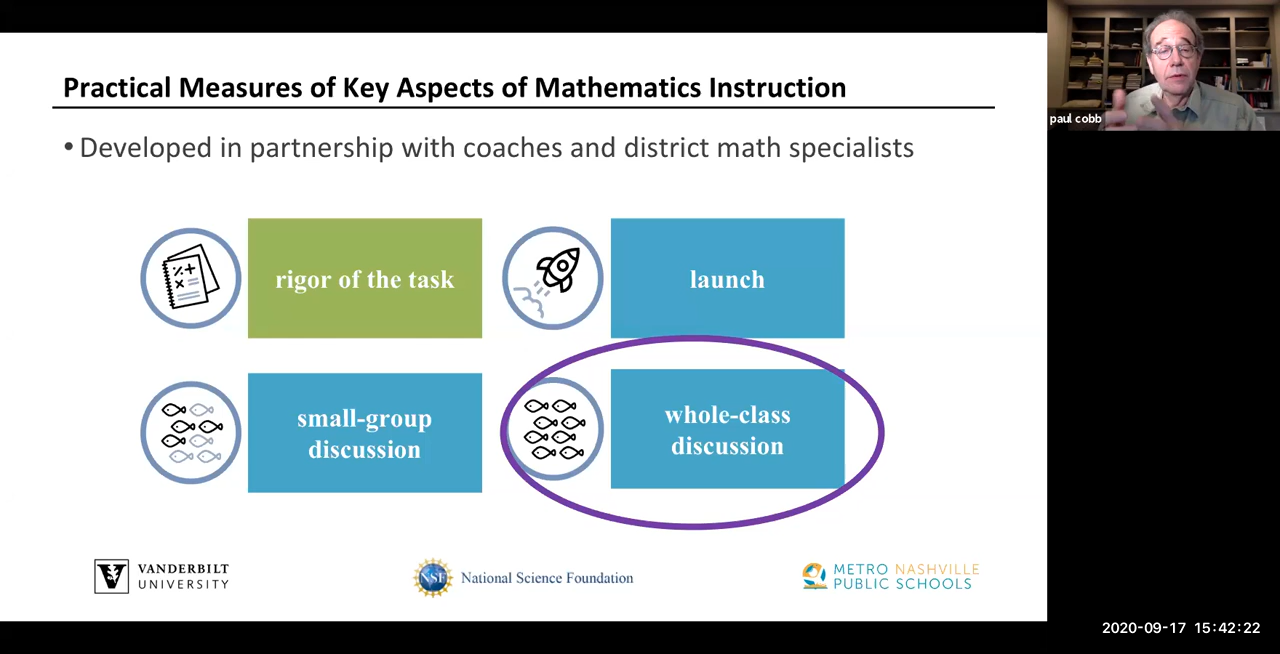 Practical Measures of Key Aspects of Mathematics Instruction
paul cobb
• Developed in partnership with coaches and district math specialists
rigor of the task
launch
small-group
discussion
whole-class
discussion
V VANDERBILT
UNIVERSITY
NSF National Science Foundation
METRO NASHVILLE
PUBLIC SCHOOLS
2020-09-17 15:42:22